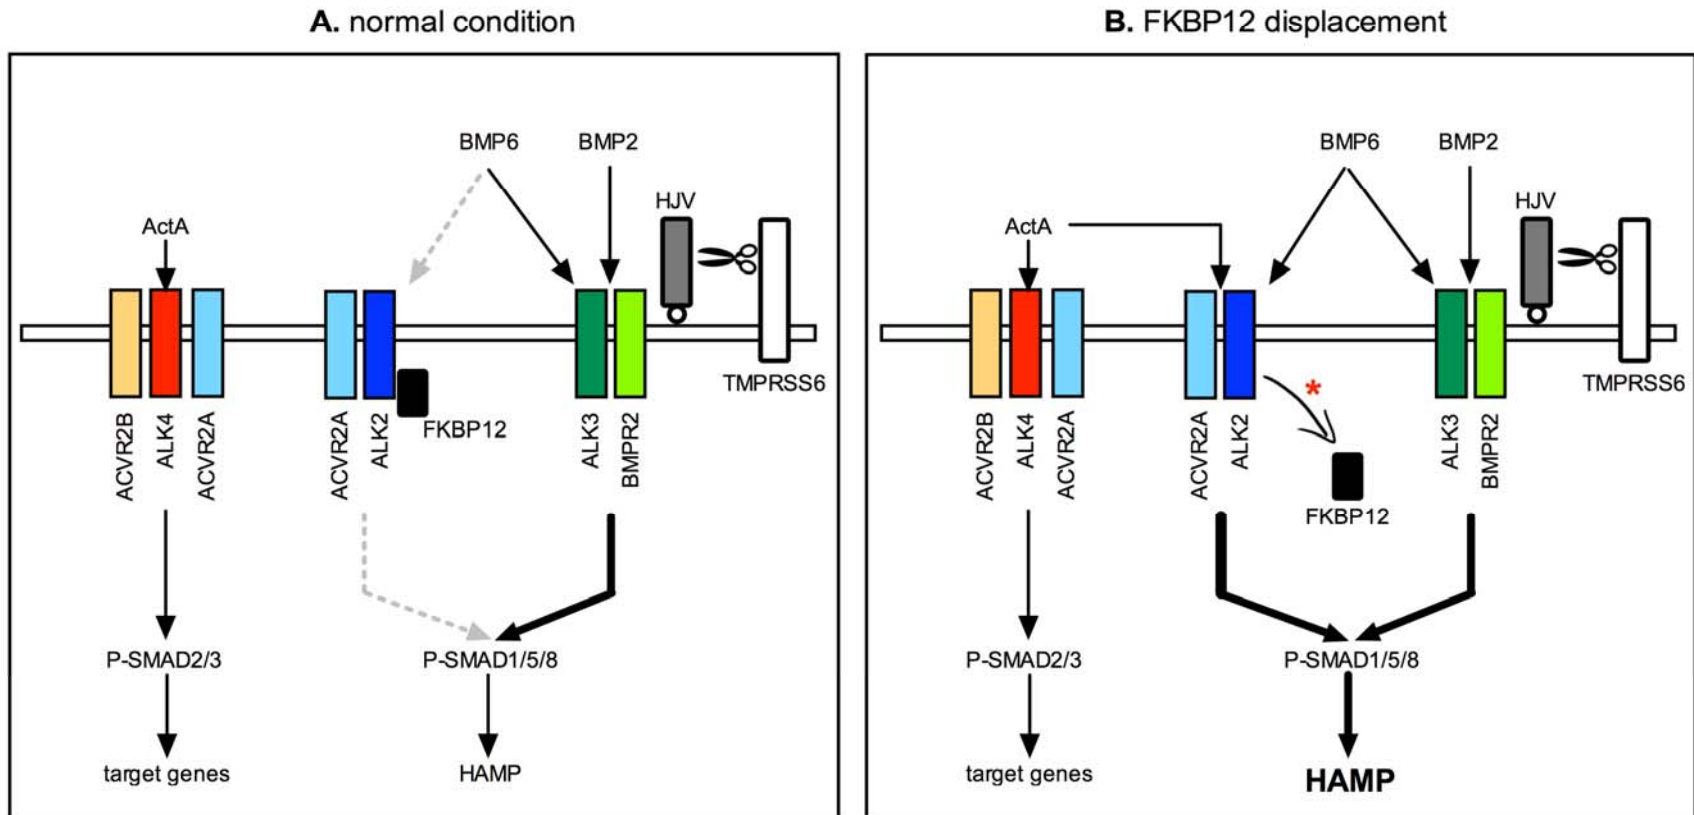 A. normal condition
BMP6
BMP2
HJV
ActA
TMPRSS6
FKBP12
ACVR2B
ALK4
ACVR2A
ACVR2A
ALK2
ALK3
BMPR2
P-SMAD2/3
P-SMAD1/5/8
target genes
HAMP
B. FKBP12 displacement
BMP6
BMP2
HJV
ActA
TMPRSS6
*
ACVR2B
ALK4
ACVR2A
ACVR2A
ALK2
ALK3
BMPR2
FKBP12
P-SMAD2/3
P-SMAD1/5/8
target genes
HAMP